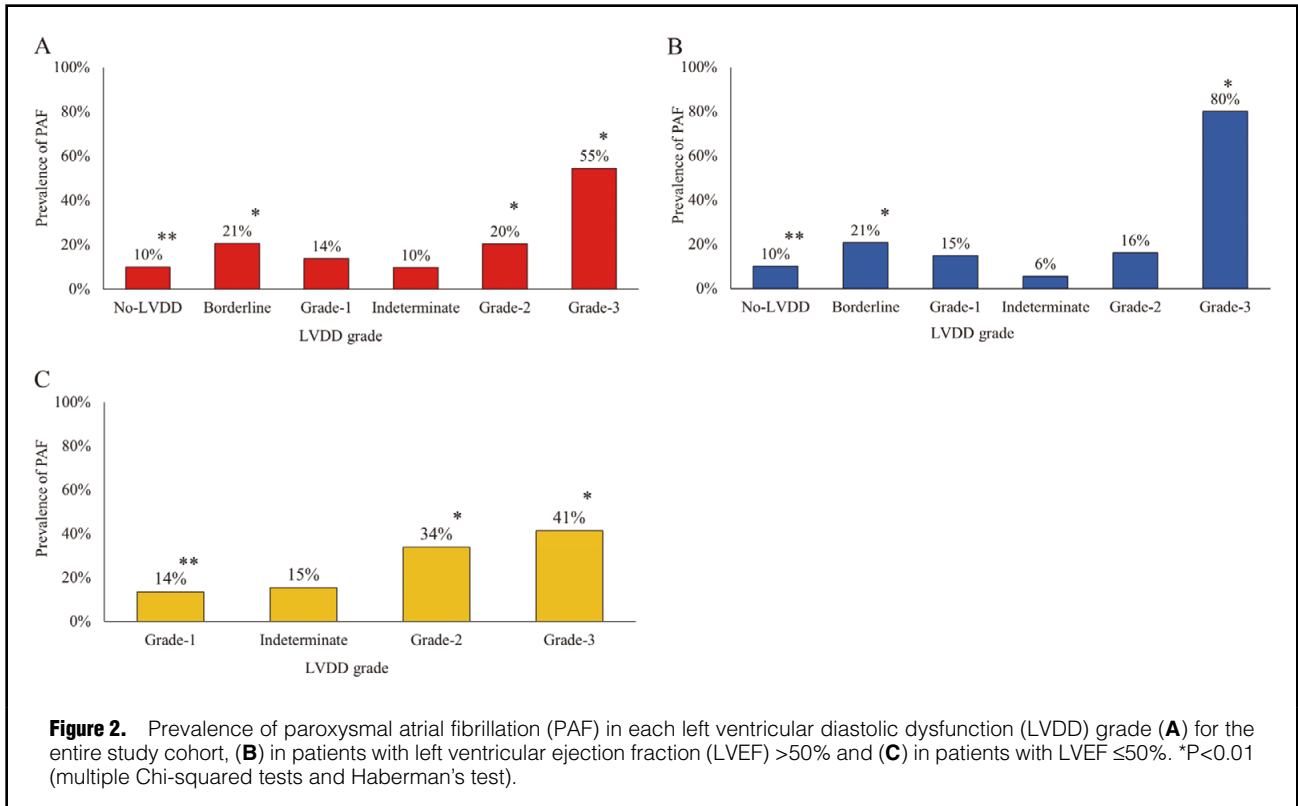 A
100%
80%
60%
40%
20%
0%
Prevalence of PAF
10%
**
21%
*
14%
10%
20%
*
55%
*
No-LVDD Borderline Grade-1 Indeterminate Grade-2 Grade-3
LVDD grade
B
100%
80%
60%
40%
20%
0%
Prevalence of PAF
10%
**
21%
*
15%
6%
16%
80%
*
No-LVDD Borderline Grade-1 Indeterminate Grade-2 Grade-3
LVDD grade
C
100%
80%
60%
40%
20%
0%
Prevalence of PAF
14%
**
15%
34%
*
41%
*
Grade-1 Indeterminate Grade-2 Grade-3
LVDD grade
Figure 2. Prevalence of paroxysmal atrial fibrillation (PAF) in each left ventricular diastolic dysfunction (LVDD) grade (A) for the
entire study cohort, (B) in patients with left ventricular ejection fraction (LVEF) >50% and (C) in patients with LVEF ≤50%. *P<0.01
(multiple Chi-squared tests and Haberman's test).